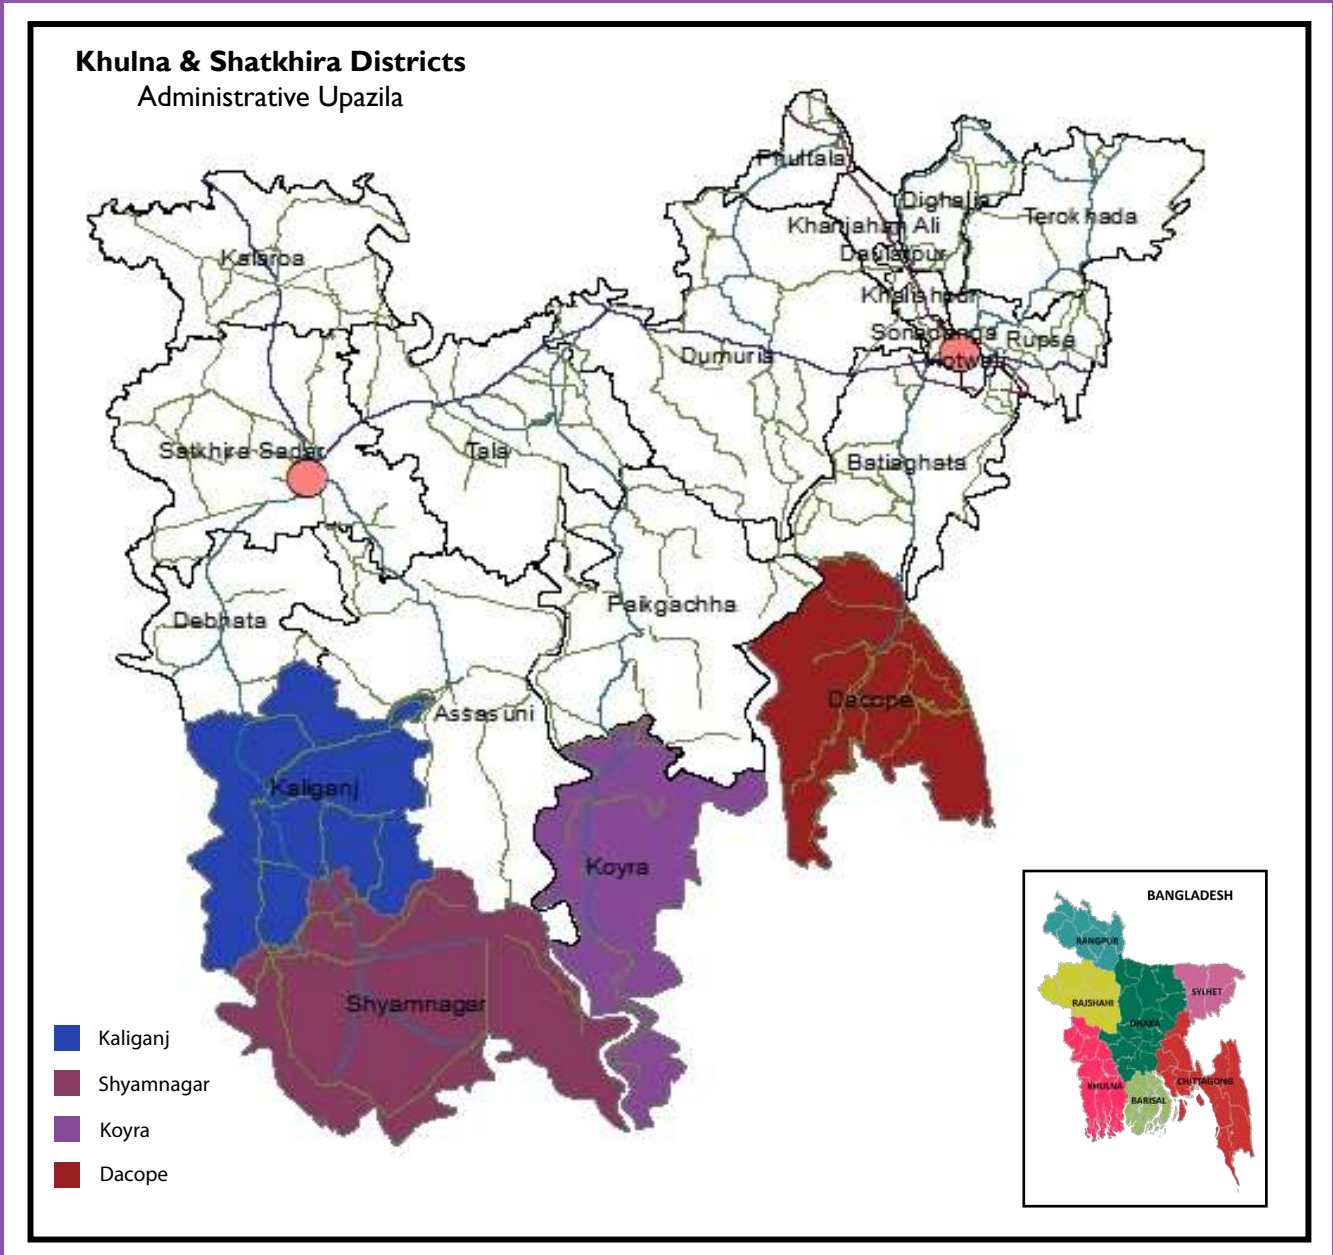 Khulna & Shatkhira Districts
Administrative Upazila
Phultala
Dighalia
Terokhada
Khanjahan Ali
Daulatpur
Kalaroa
Khalishpur
Sonadanga
Rupsa
Kotwali
Dumuria
Satkhira Sadar
Tala
Batiaghata
Paikgachha
Debhata
Dacope
Assasuni
Kaliganj
Koyra
Shyamnagar
Kaliganj
Shyamnagar
Koyra
Dacope
BANGLADESH
RANGPUR
SYLHET
RAJSHAHI
DHAKA
KHULNA
CHITTAGONG
BARISAL